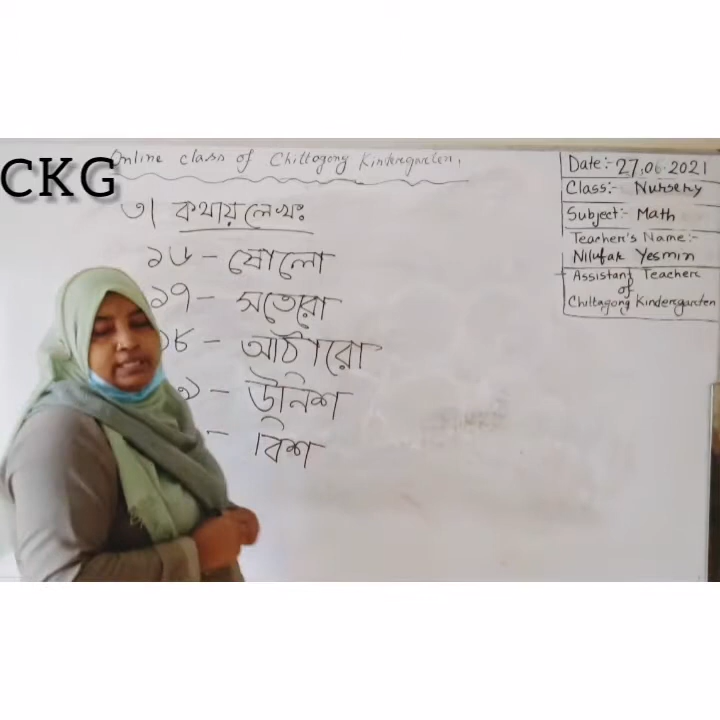 CKG
Online class of Chittagong Kindergarten.
৩| কথায় লেখঃ
১৬ – ষোলো
১৭ – সতেরো
১৮ – আঠারো
৯ – উনিশ
– বিশ
Date:- 27.06.2021
Class:- Nursery
Subject:- Math
Teacher's Name:-
Nilufar Yesmin
Assistant Teacher
of
Chittagong Kindergarten